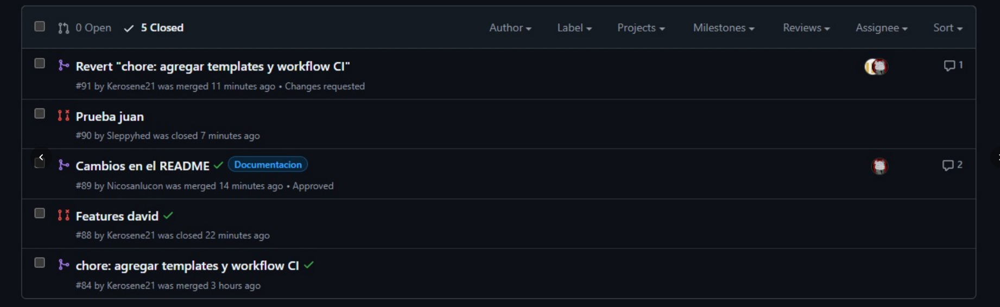 0 Open 5 Closed Author Label Projects Milestones Reviews Assignee Sort
Revert "chore: agregar templates y workflow CI" 1
#91 by Kerosene21 was merged 11 minutes ago • Changes requested
Prueba juan
#90 by Sleppyhed was closed 7 minutes ago
Cambios en el README Documentacion 2
#89 by Nicosanlucon was merged 14 minutes ago • Approved
Features david
#88 by Kerosene21 was closed 22 minutes ago
chore: agregar templates y workflow CI
#84 by Kerosene21 was merged 3 hours ago